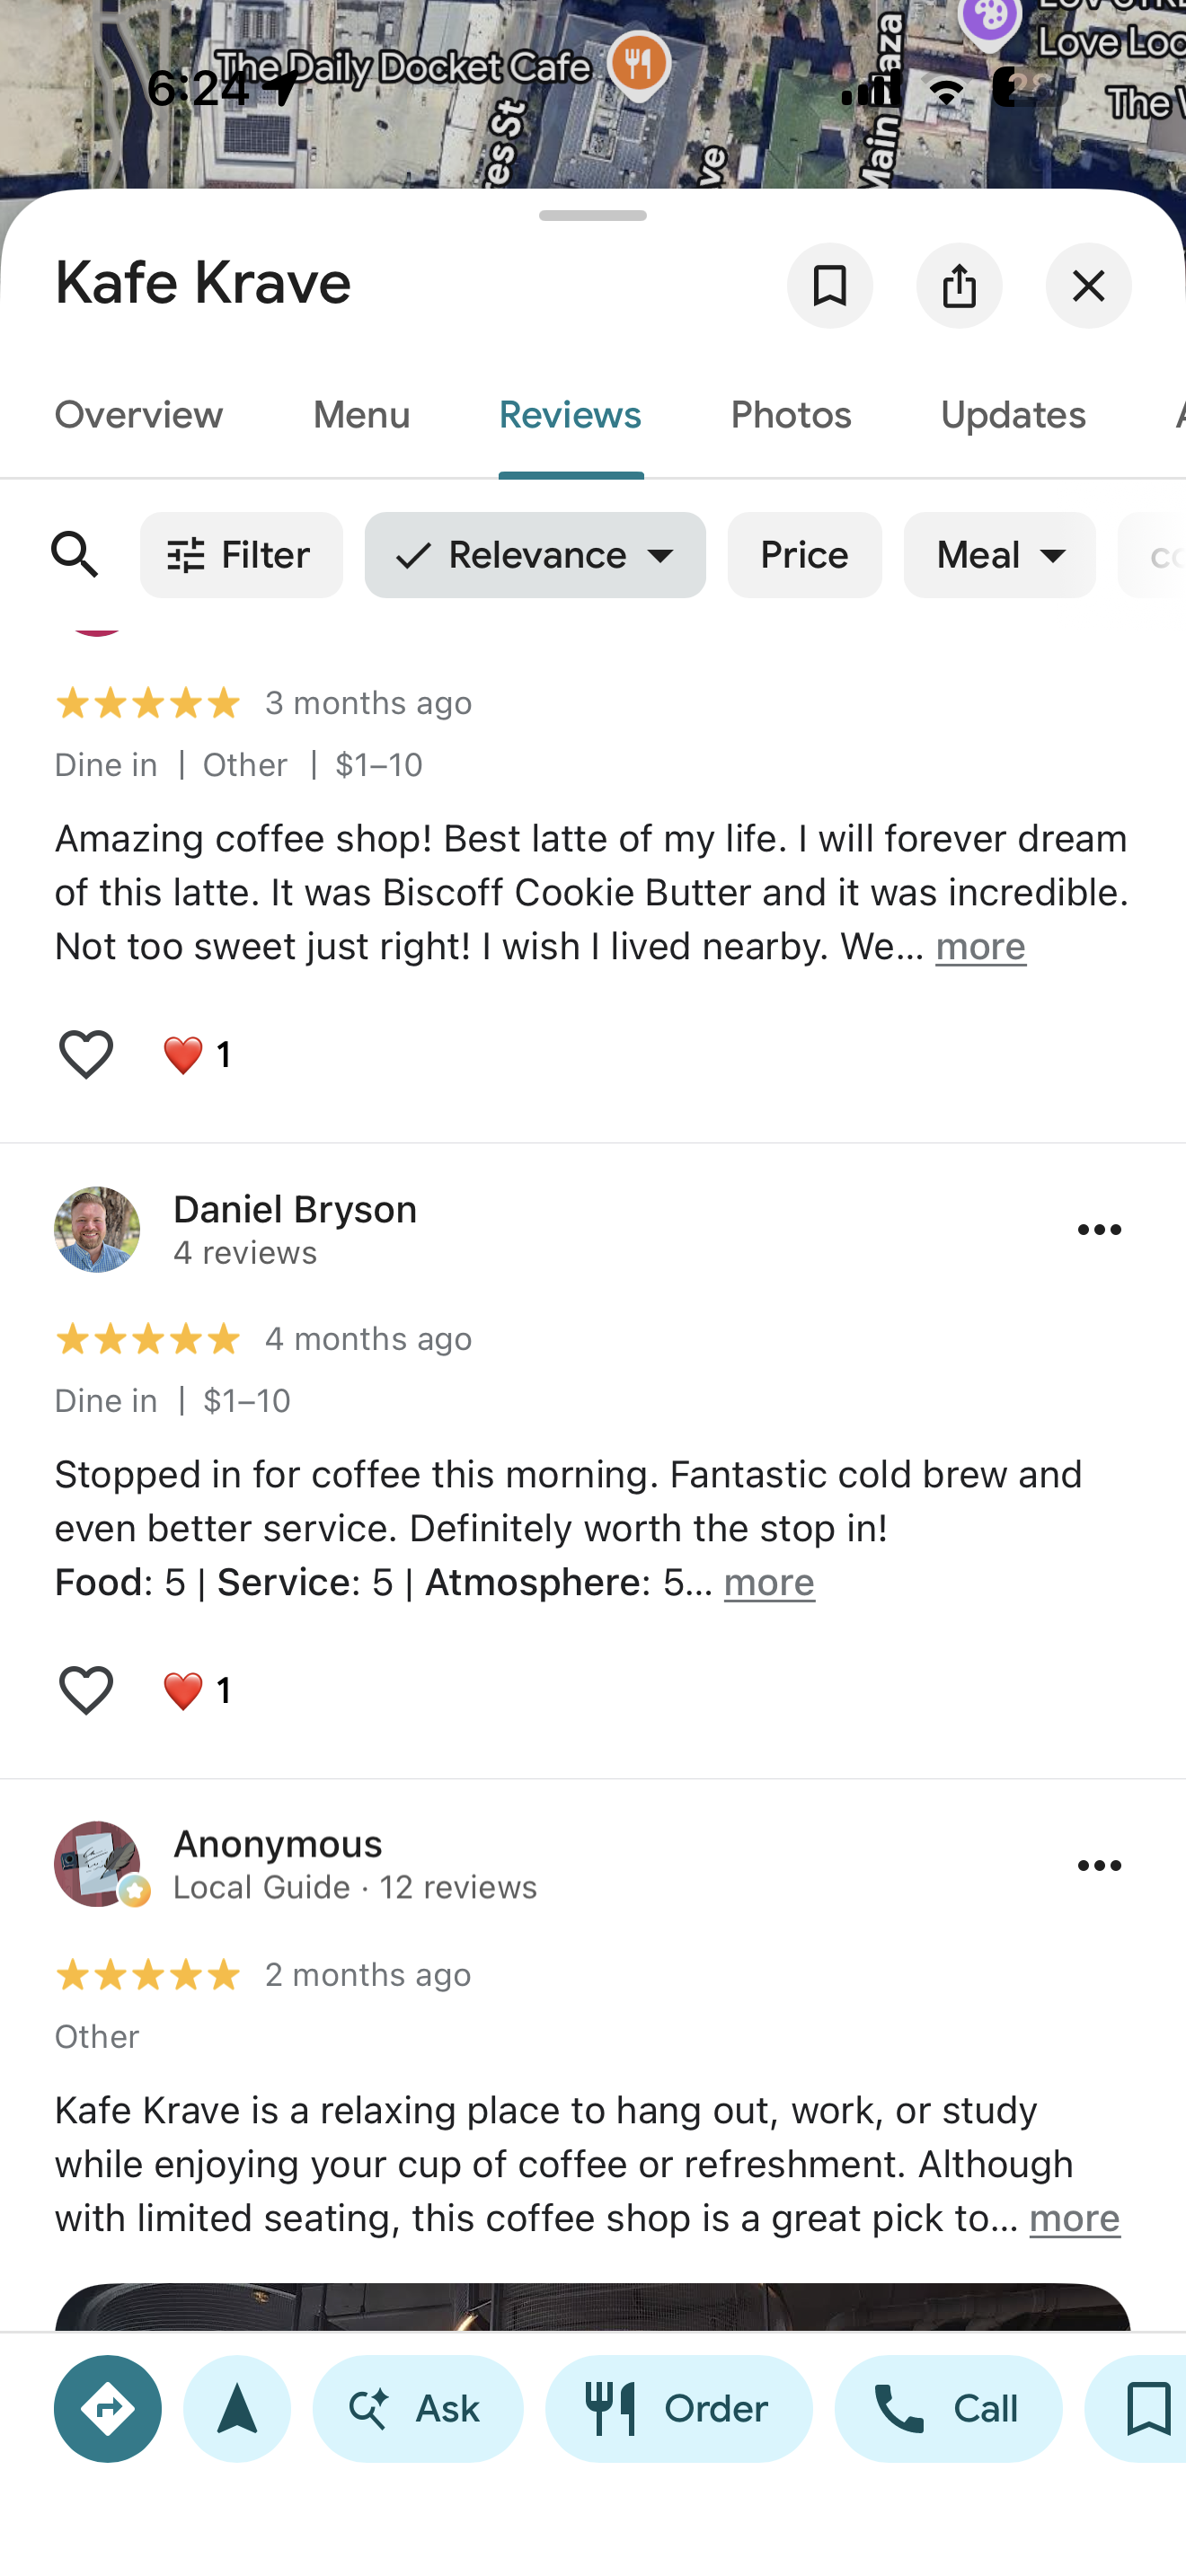 The Daily Docket Cafe
Love Loc
The
6:24
res St
ve
Main
aza
Kafe Krave
Overview Menu Reviews Photos Updates
Filter Relevance Price Meal
3 months ago
Dine in | Other | $1–10
Amazing coffee shop! Best latte of my life. I will forever dream
of this latte. It was Biscoff Cookie Butter and it was incredible.
Not too sweet just right! I wish I lived nearby. We... more
1
Daniel Bryson
4 reviews
4 months ago
Dine in | $1–10
Stopped in for coffee this morning. Fantastic cold brew and
even better service. Definitely worth the stop in!
Food: 5 | Service: 5 | Atmosphere: 5... more
1
Anonymous
Local Guide · 12 reviews
2 months ago
Other
Kafe Krave is a relaxing place to hang out, work, or study
while enjoying your cup of coffee or refreshment. Although
with limited seating, this coffee shop is a great pick to... more
Ask Order Call